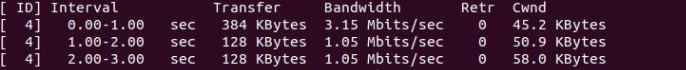 [ ID] Interval           Transfer     Bandwidth       Retr  Cwnd
[  4]   0.00-1.00   sec   384 KBytes  3.15 Mbits/sec    0   45.2 KBytes
[  4]   1.00-2.00   sec   128 KBytes  1.05 Mbits/sec    0   50.9 KBytes
[  4]   2.00-3.00   sec   128 KBytes  1.05 Mbits/sec    0   58.0 KBytes